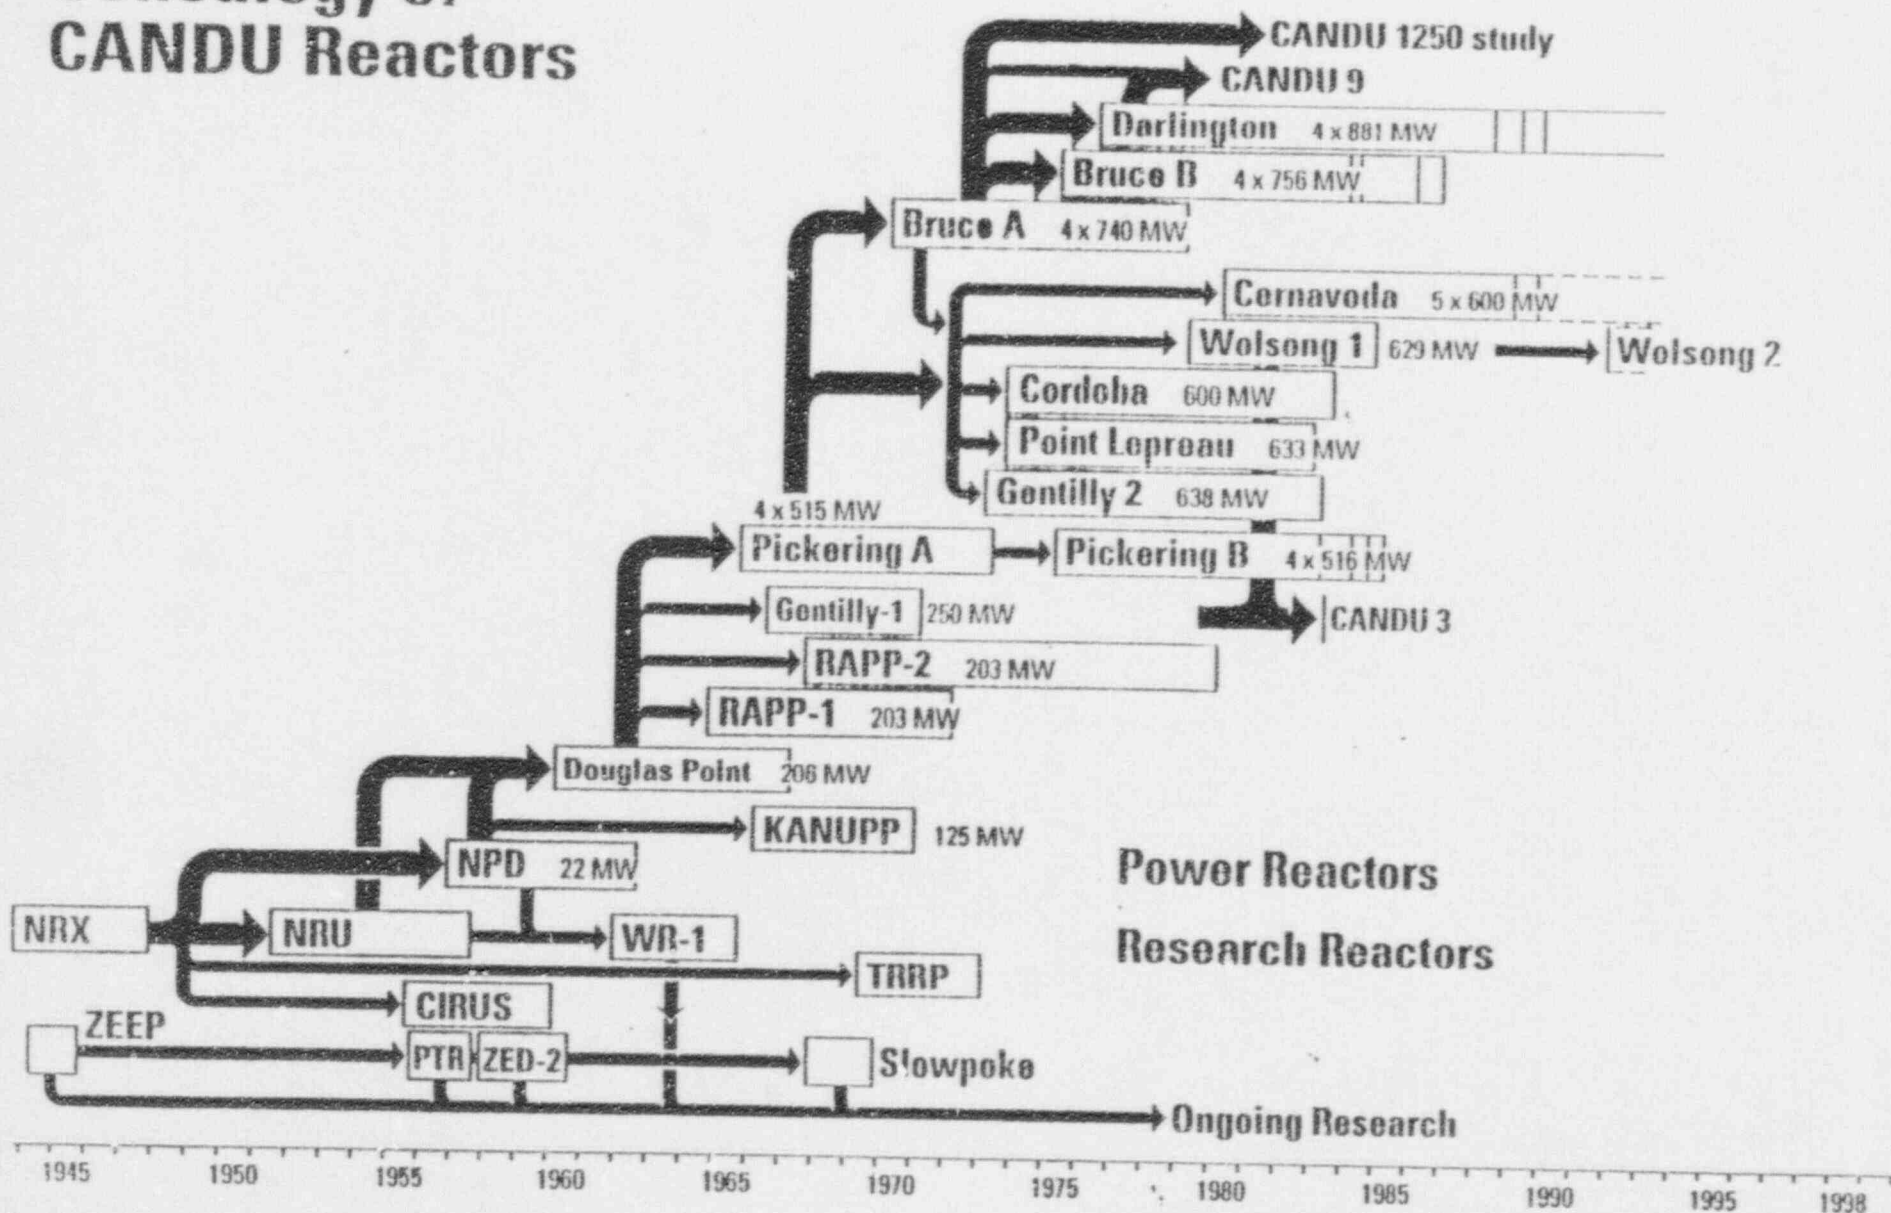 CANDU Reactors
CANDU 1250 study
CANDU 9
Darlington 4 x 881 MW
Bruce B 4 x 756 MW
Bruce A 4 x 740 MW
Cernavoda 5 x 600 MW
Wolsong 1 629 MW
Wolsong 2
Cordoba 600 MW
Point Lepreau 633 MW
Gentilly 2 638 MW
4 x 515 MW
Pickering A
Pickering B 4 x 516 MW
Gentilly-1 250 MW
CANDU 3
RAPP-2 203 MW
RAPP-1 203 MW
Douglas Point 206 MW
KANUPP 125 MW
NPD 22 MW
Power Reactors
NRX
NRU
WR-1
Research Reactors
TRRP
CIRUS
ZEEP
PTR
ZED-2
Slowpoke
Ongoing Research
1945 1950 1955 1960 1965 1970 1975 1980 1985 1990 1995 1998